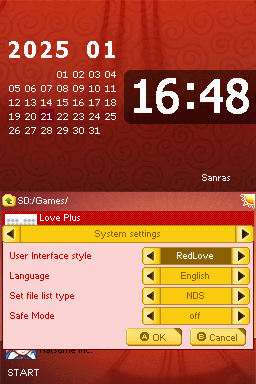 2025 01
16:48
01 02 03 04
05 06 07 08 09 10 11
12 13 14 15 16 17 18
19 20 21 22 23 24 25
26 27 28 29 30 31
Sanras
SD:/Games/
Love Plus
System settings
User Interface style RedLove
Language English
Set file list type NDS
Safe Mode off
A OK B Cancel
Natsume Inc.
START